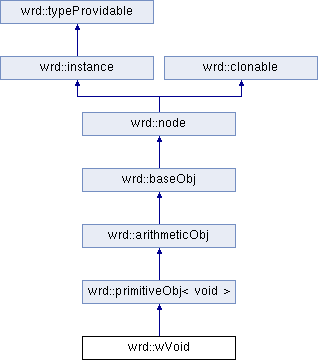 wrd::typeProvidable
wrd::instance
wrd::clonable
wrd::node
wrd::baseObj
wrd::arithmeticObj
wrd::primitiveObj< void >
wrd::wVoid